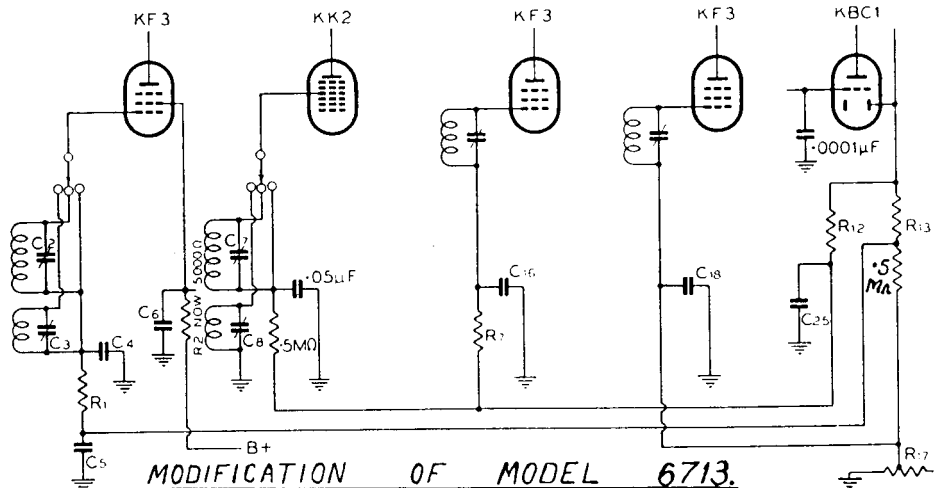 KF3 KK2 KF3 KF3 KBC1
.0001µF
C2 C7 R12 R13
R2 NOW 5000Ω .05µF C16 C18 .5
MΩ
C6 C25
C3 C4 C8 .5MΩ R7
R1
C5 B+ R17
MODIFICATION OF MODEL 6713.